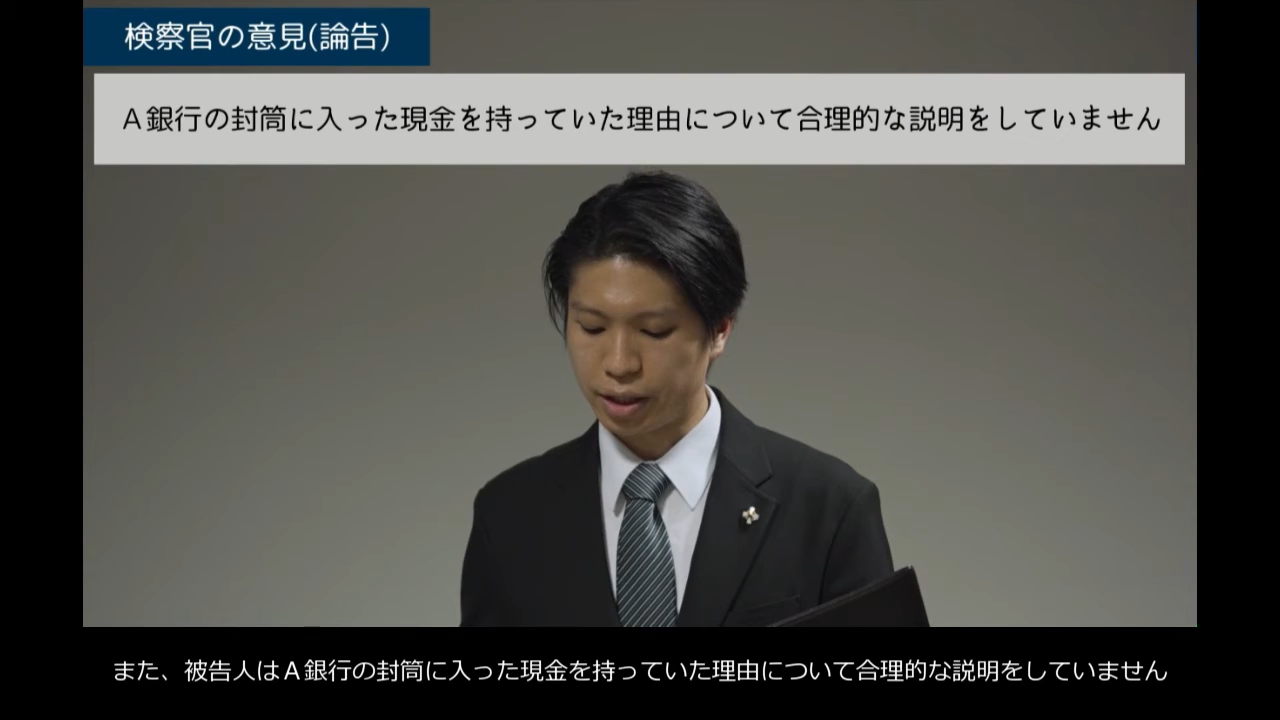 検察官の意見(論告)
Ａ銀行の封筒に入った現金を持っていた理由について合理的な説明をしていません
また、被告人はＡ銀行の封筒に入った現金を持っていた理由について合理的な説明をしていません